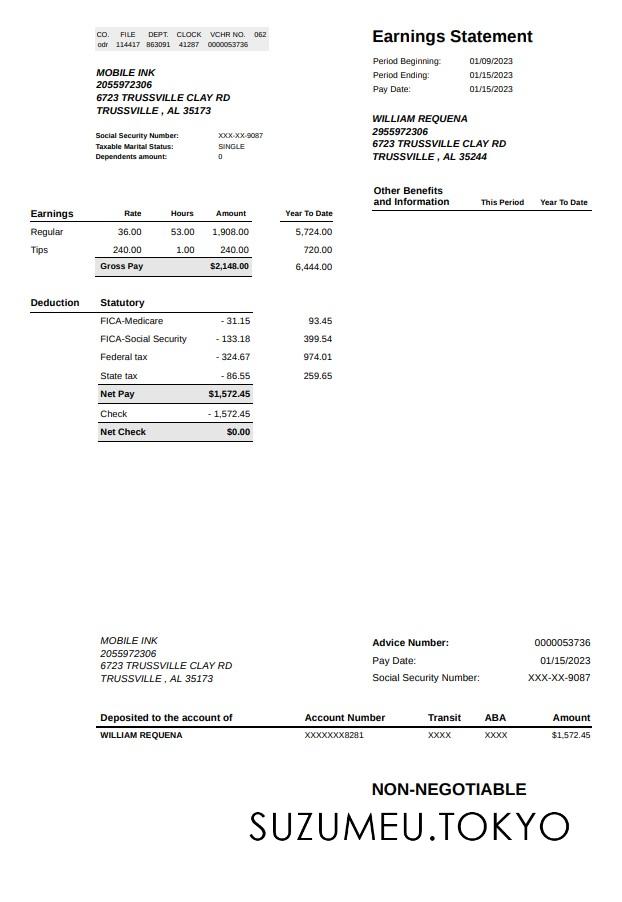 CO. FILE DEPT. CLOCK VCHR NO. 062
odr 114417 863091 41287 0000053736
Earnings Statement
Period Beginning: 01/09/2023
Period Ending: 01/15/2023
Pay Date: 01/15/2023
MOBILE INK
2055972306
6723 TRUSSVILLE CLAY RD
TRUSSVILLE , AL 35173
WILLIAM REQUENA
2955972306
6723 TRUSSVILLE CLAY RD
TRUSSVILLE , AL 35244
Social Security Number: XXX-XX-9087
Taxable Marital Status: SINGLE
Dependents amount: 0
Other Benefits
and Information This Period Year To Date
Earnings Rate Hours Amount Year To Date
Regular 36.00 53.00 1,908.00 5,724.00
Tips 240.00 1.00 240.00 720.00
Gross Pay $2,148.00 6,444.00
Deduction Statutory
FICA-Medicare - 31.15 93.45
FICA-Social Security - 133.18 399.54
Federal tax - 324.67 974.01
State tax - 86.55 259.65
Net Pay $1,572.45
Check - 1,572.45
Net Check $0.00
MOBILE INK
2055972306
6723 TRUSSVILLE CLAY RD
TRUSSVILLE , AL 35173
Advice Number: 0000053736
Pay Date: 01/15/2023
Social Security Number: XXX-XX-9087
Deposited to the account of Account Number Transit ABA Amount
WILLIAM REQUENA XXXXXXX8281 XXXX XXXX $1,572.45
NON-NEGOTIABLE
SUZUMEU.TOKYO